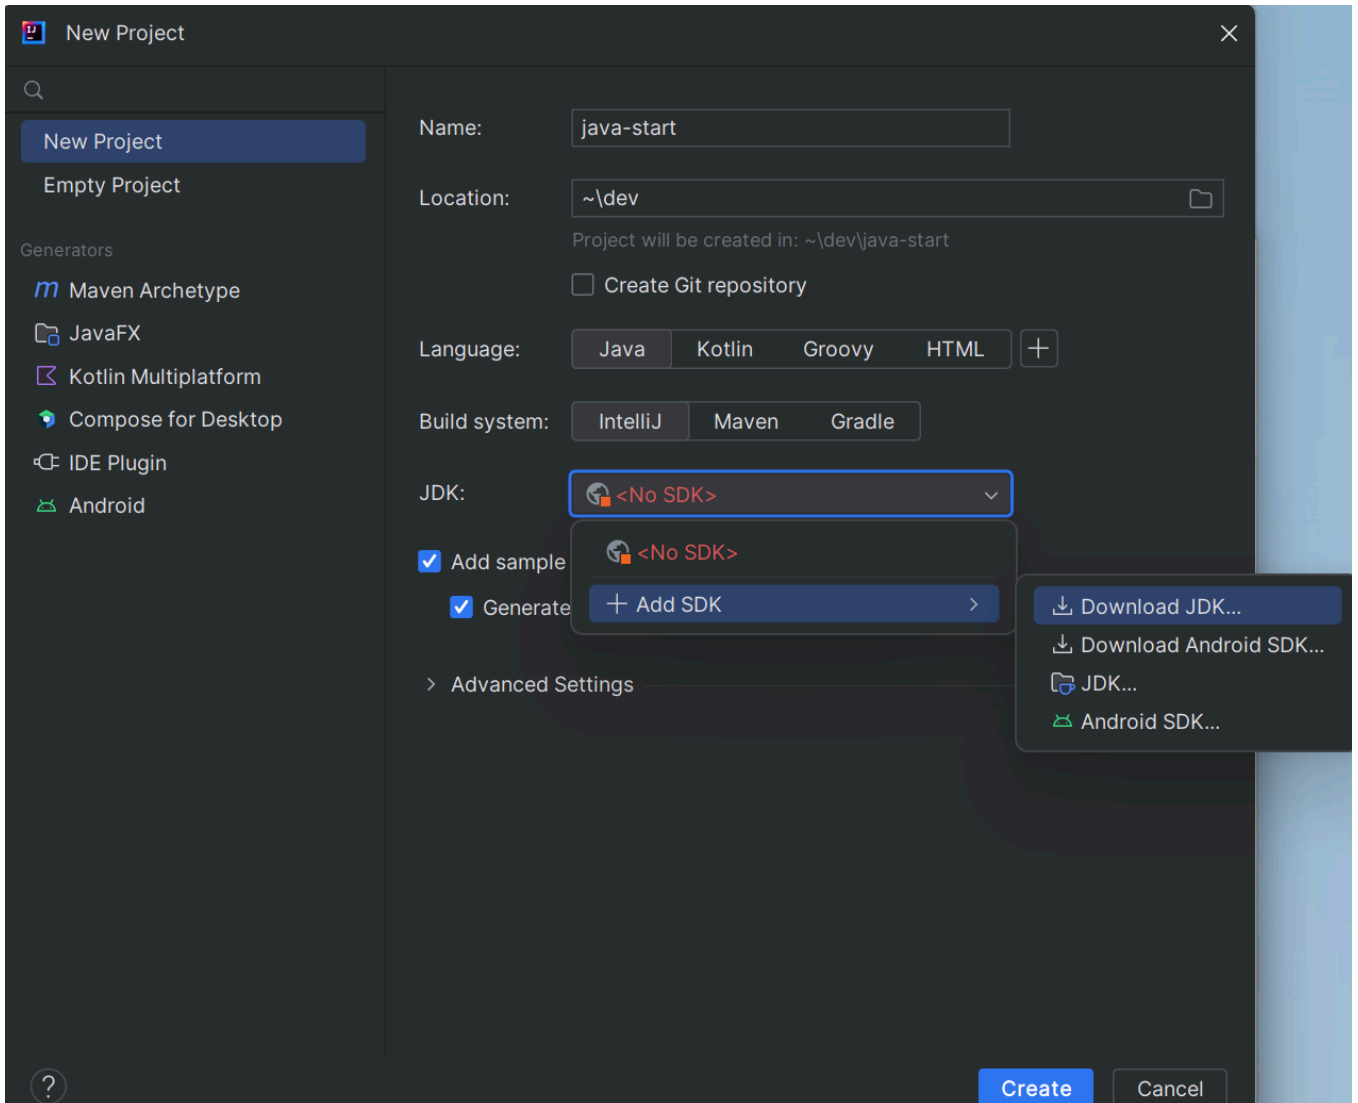 New Project
New Project
Empty Project
Generators
Maven Archetype
JavaFX
Kotlin Multiplatform
Compose for Desktop
IDE Plugin
Android
Name: java-start
Location: ~\dev
Project will be created in: ~\dev\java-start
Create Git repository
Language: Java Kotlin Groovy HTML
Build system: IntelliJ Maven Gradle
JDK: <No SDK>
<No SDK>
Add sample
Add SDK
Generate
Download JDK...
Download Android SDK...
JDK...
Android SDK...
Advanced Settings
?
Create Cancel